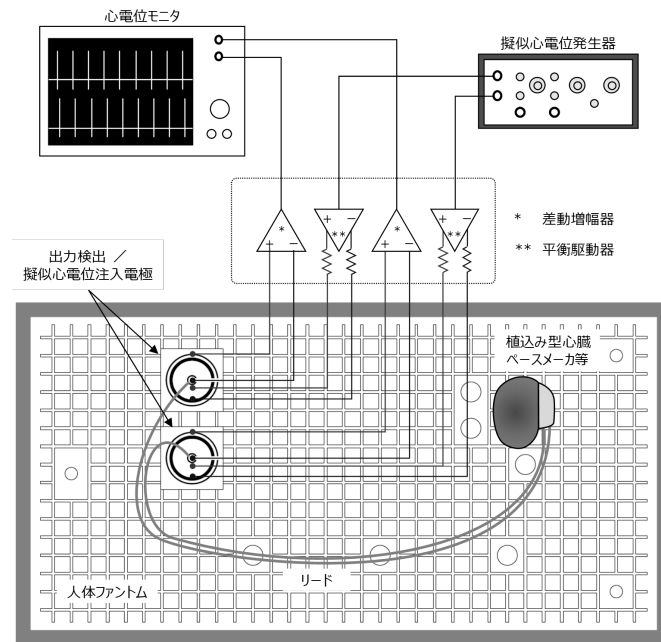 心電位モニタ
擬似心電位発生器
+ * −
+ ** −
+ * −
+ ** −
* 差動増幅器
** 平衡駆動器
出力検出 ／
擬似心電位注入電極
植込み型心臓
ペースメーカ等
リード
人体ファントム